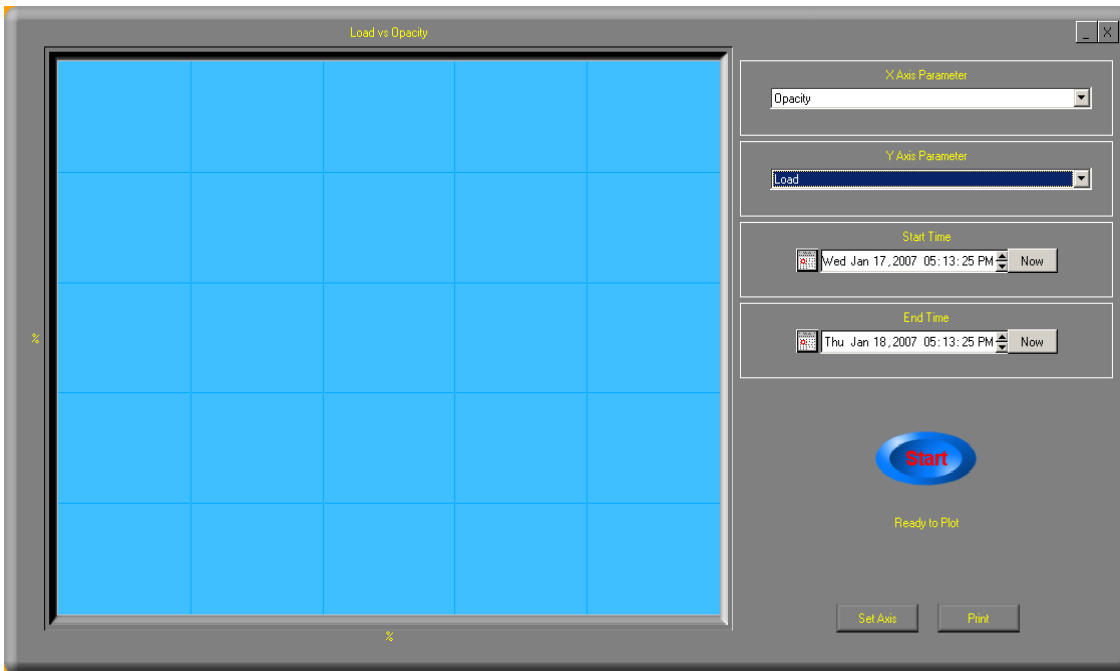 Load vs Opacity
_ X
X Axis Parameter
Opacity
Y Axis Parameter
Load
Start Time
Wed Jan 17,2007 05:13:25 PM Now
End Time
Thu Jan 18,2007 05:13:25 PM Now
%
Start
Ready to Plot
Set Axis Print
%